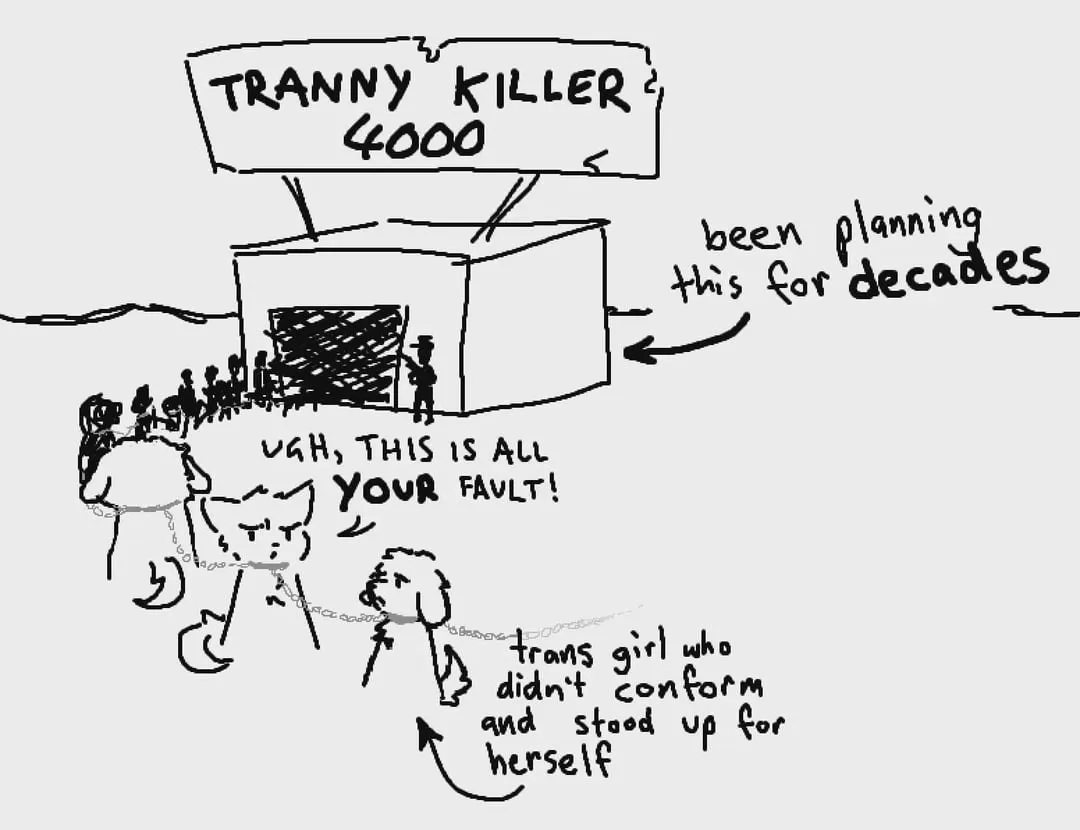 TRANNY KILLER
4000
been planning
this for decades
UGH, THIS IS ALL
YOUR FAULT!
trans girl who
didn't conform
and stood up for
herself